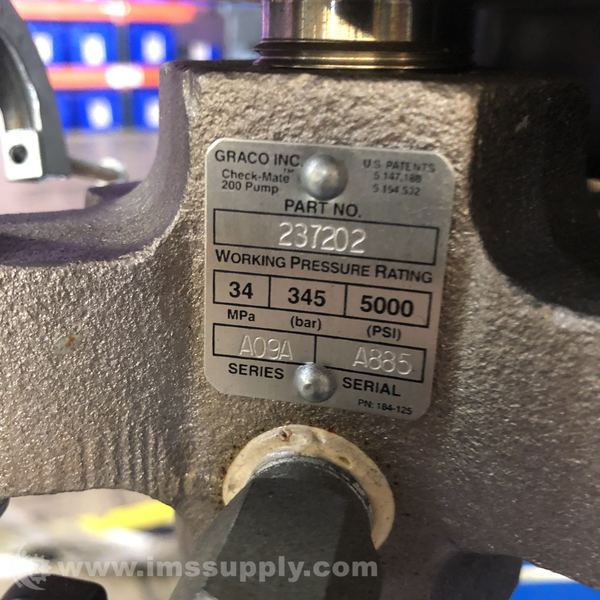 GRACO INC.
Check-Mate™
200 Pump
U.S. PATENTS
5,147,188
5,154,532
PART NO.
237202
WORKING PRESSURE RATING
34 345 5000
MPa (bar) (PSI)
A09A A885
SERIES SERIAL
PN: 184-125
www.imssupply.com